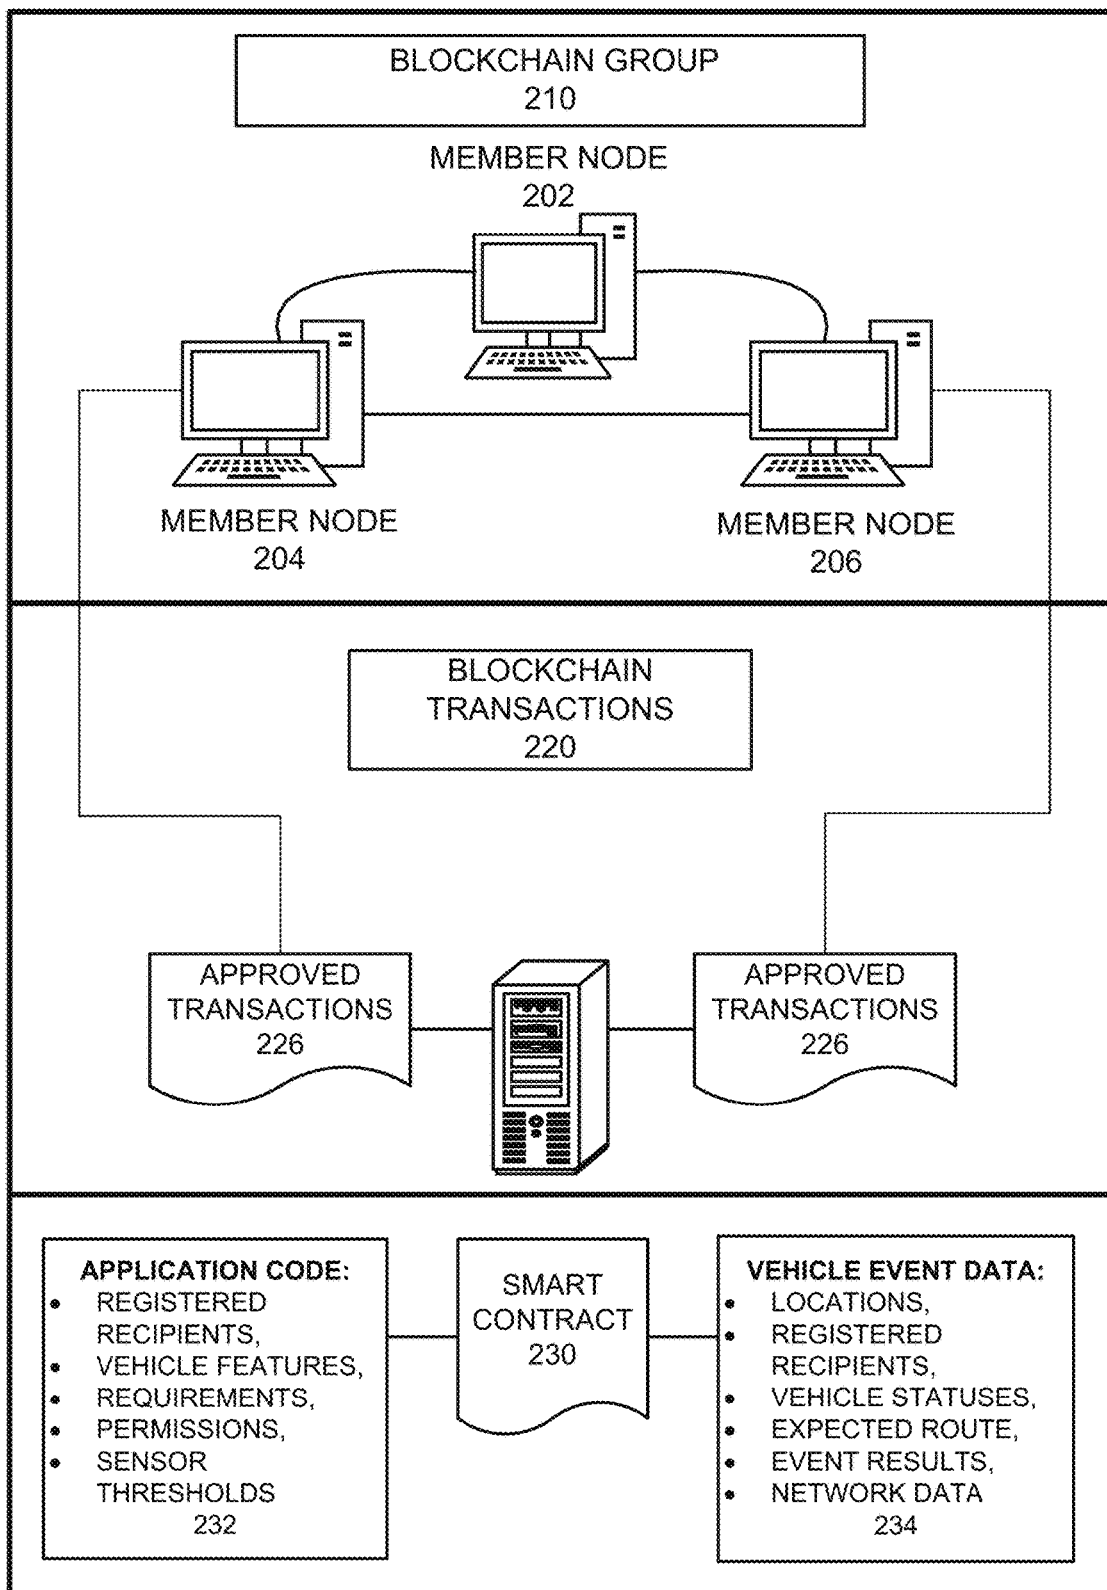 BLOCKCHAIN GROUP
210
MEMBER NODE
202
MEMBER NODE
204
MEMBER NODE
206
BLOCKCHAIN
TRANSACTIONS
220
APPROVED
TRANSACTIONS
226
APPROVED
TRANSACTIONS
226
APPLICATION CODE:
• REGISTERED
RECIPIENTS,
• VEHICLE FEATURES,
• REQUIREMENTS,
• PERMISSIONS,
• SENSOR
THRESHOLDS
232
SMART
CONTRACT
230
VEHICLE EVENT DATA:
• LOCATIONS,
• REGISTERED
RECIPIENTS,
• VEHICLE STATUSES,
• EXPECTED ROUTE,
• EVENT RESULTS,
• NETWORK DATA
234